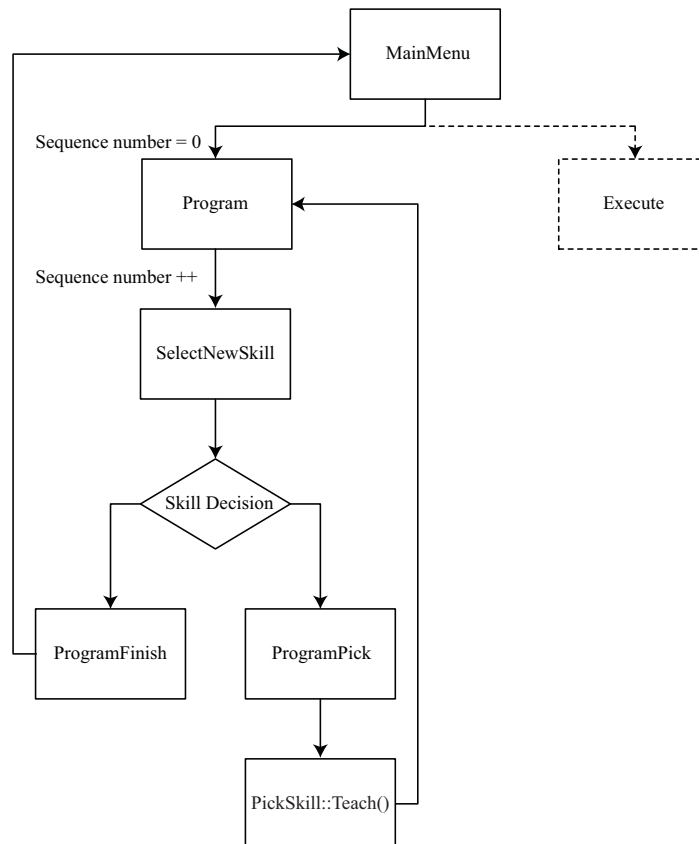 MainMenu
Sequence number = 0
Program
Execute
Sequence number ++
SelectNewSkill
Skill Decision
ProgramFinish
ProgramPick
PickSkill::Teach()